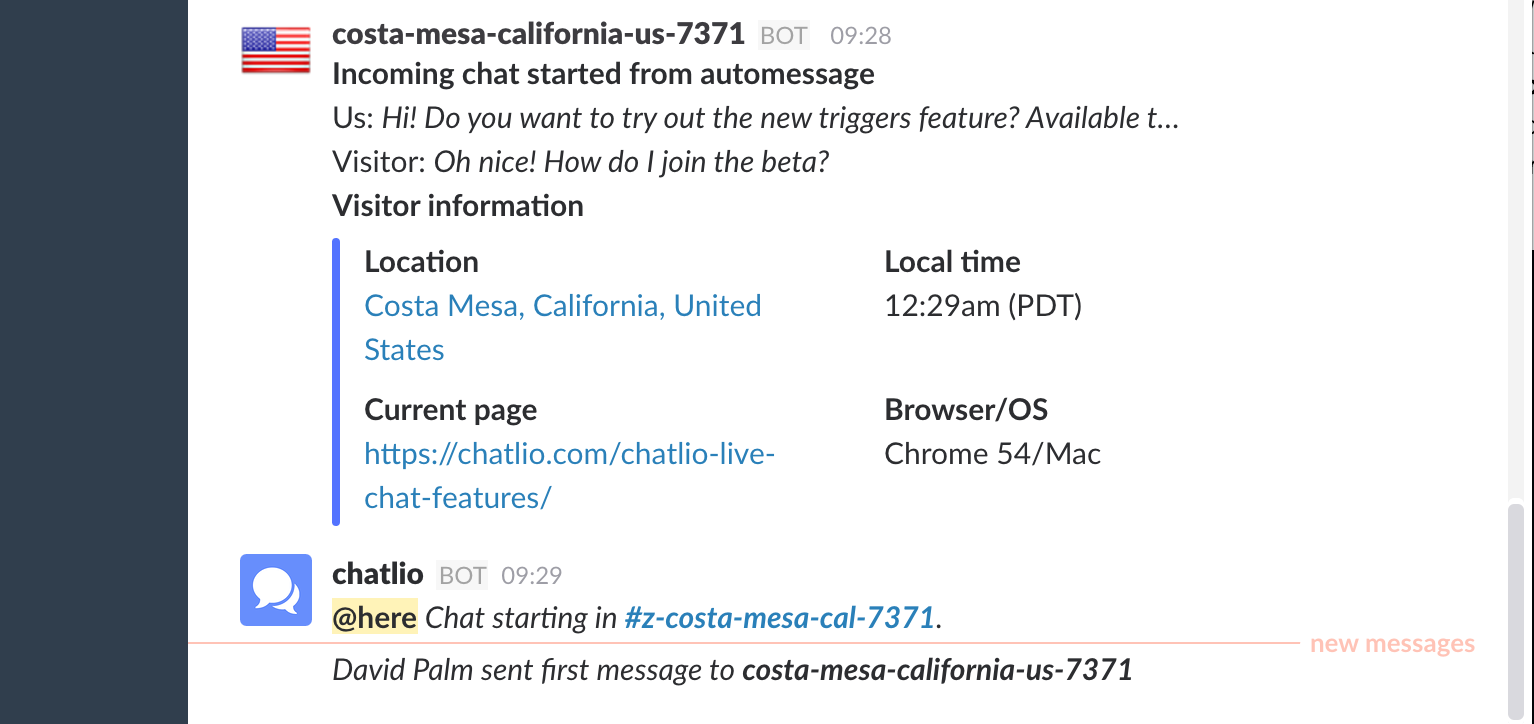 costa-mesa-california-us-7371 BOT 09:28
Incoming chat started from automessage
Us: Hi! Do you want to try out the new triggers feature? Available t...
Visitor: Oh nice! How do I join the beta?
Visitor information
Location
Costa Mesa, California, United
States
Local time
12:29am (PDT)
Current page
https://chatlio.com/chatlio-live-
chat-features/
Browser/OS
Chrome 54/Mac
chatlio BOT 09:29
@here Chat starting in #z-costa-mesa-cal-7371.
new messages
David Palm sent first message to costa-mesa-california-us-7371